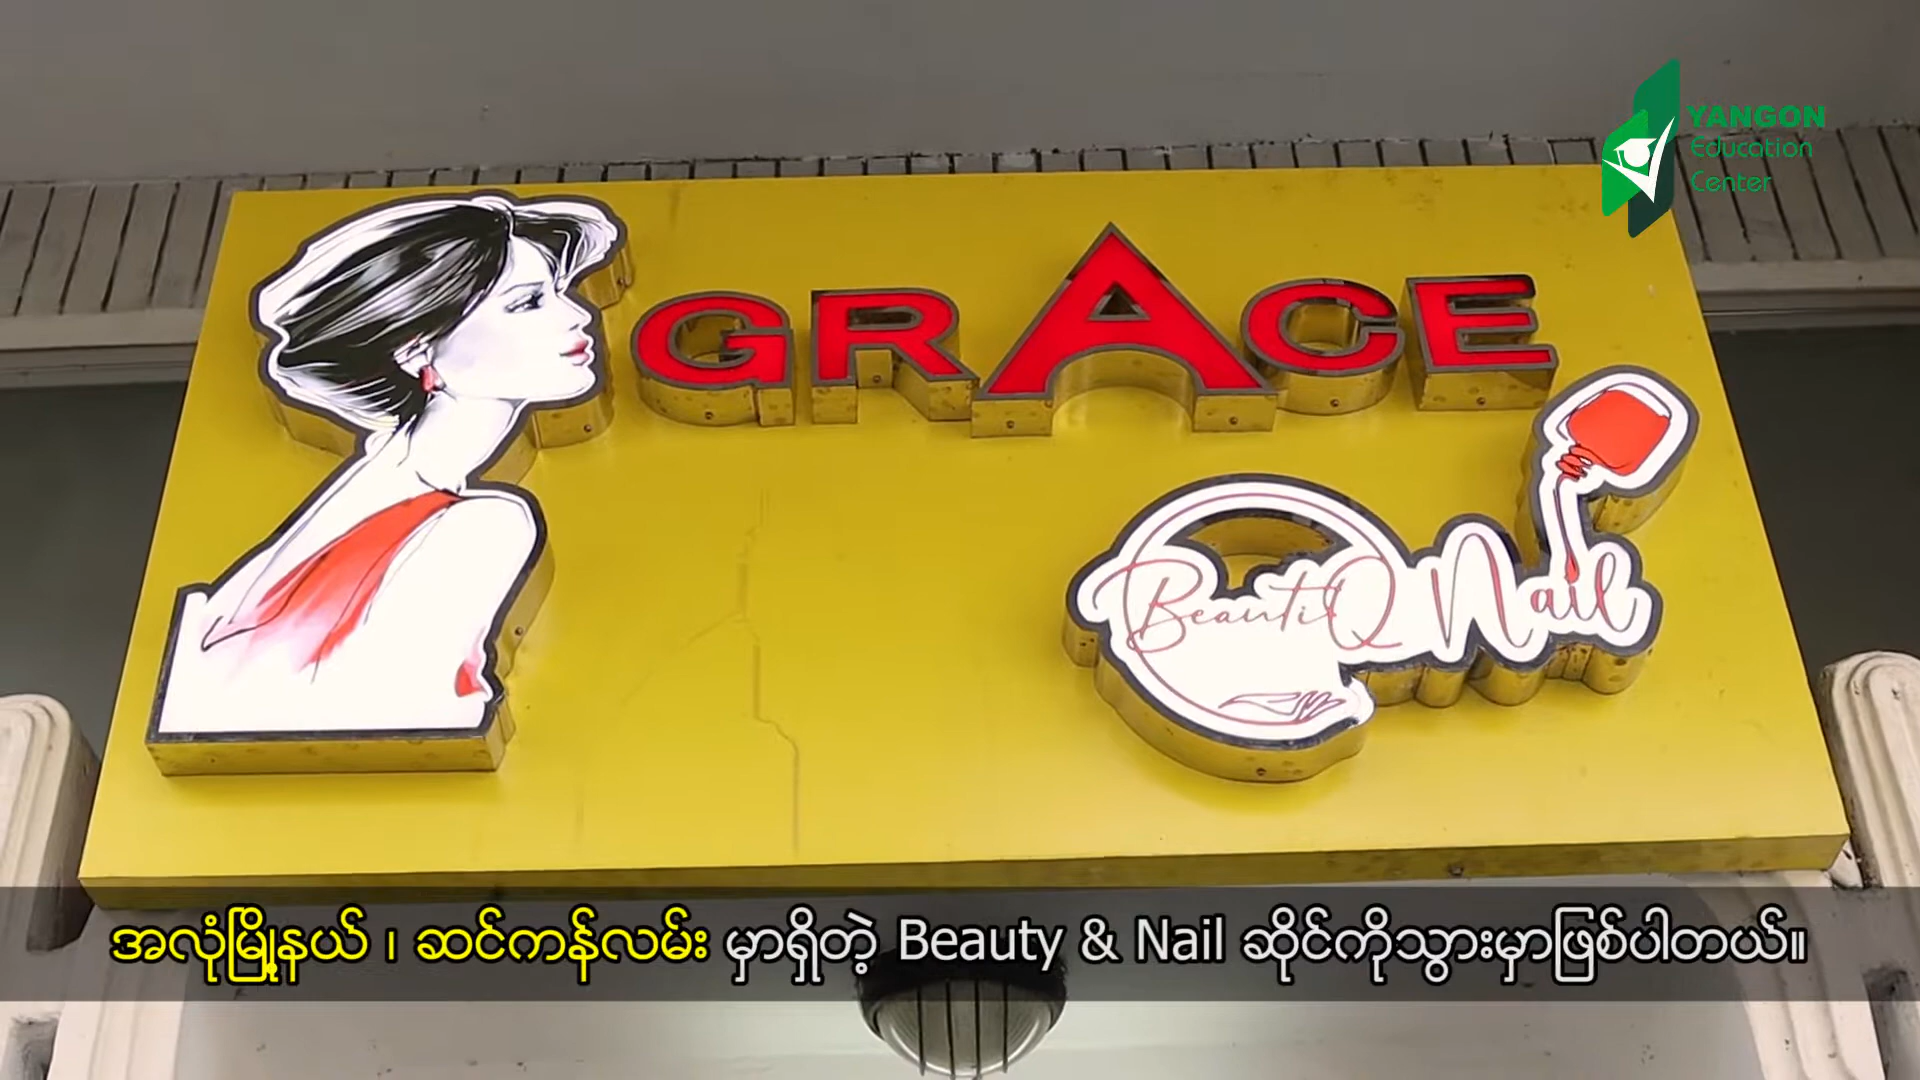 YANGON
Education
Center
GRACE
BeautiQ Nail
အလုံမြို့နယ် ၊ ဆင်ကန်လမ်း မှာရှိတဲ့ Beauty & Nail ဆိုင်ကိုသွားမှာဖြစ်ပါတယ်။